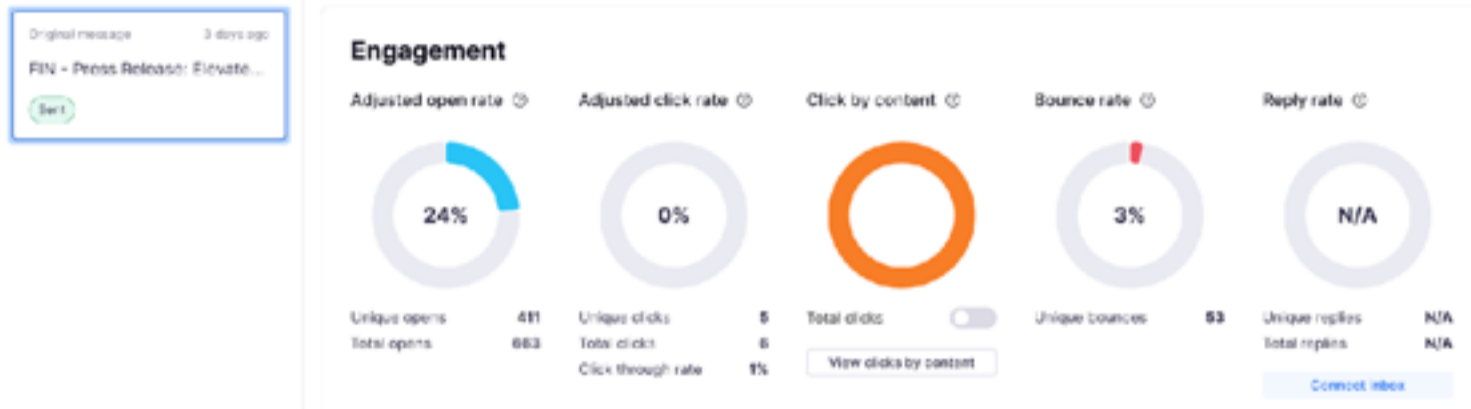 Original message 3 days ago
FIN - Press Release: Elevate...
Sent
Engagement
Adjusted open rate
Adjusted click rate
Click by content
Bounce rate
Reply rate
24%
0%
3%
N/A
Unique opens 411
Total opens 663
Unique clicks 5
Total clicks 6
Click through rate 1%
Total clicks
View clicks by content
Unique bounces 53
Unique replies N/A
Total replies N/A
Connect inbox